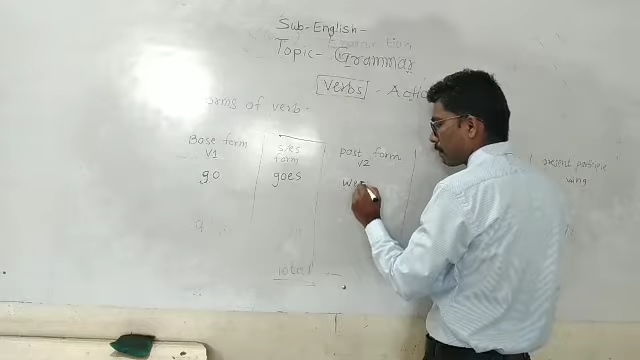 Sub-English-
Topic- Grammar
Verbs - Actio
orms of verb-
Base form s/es form past form present participle
V1 V2 ving
go goes we